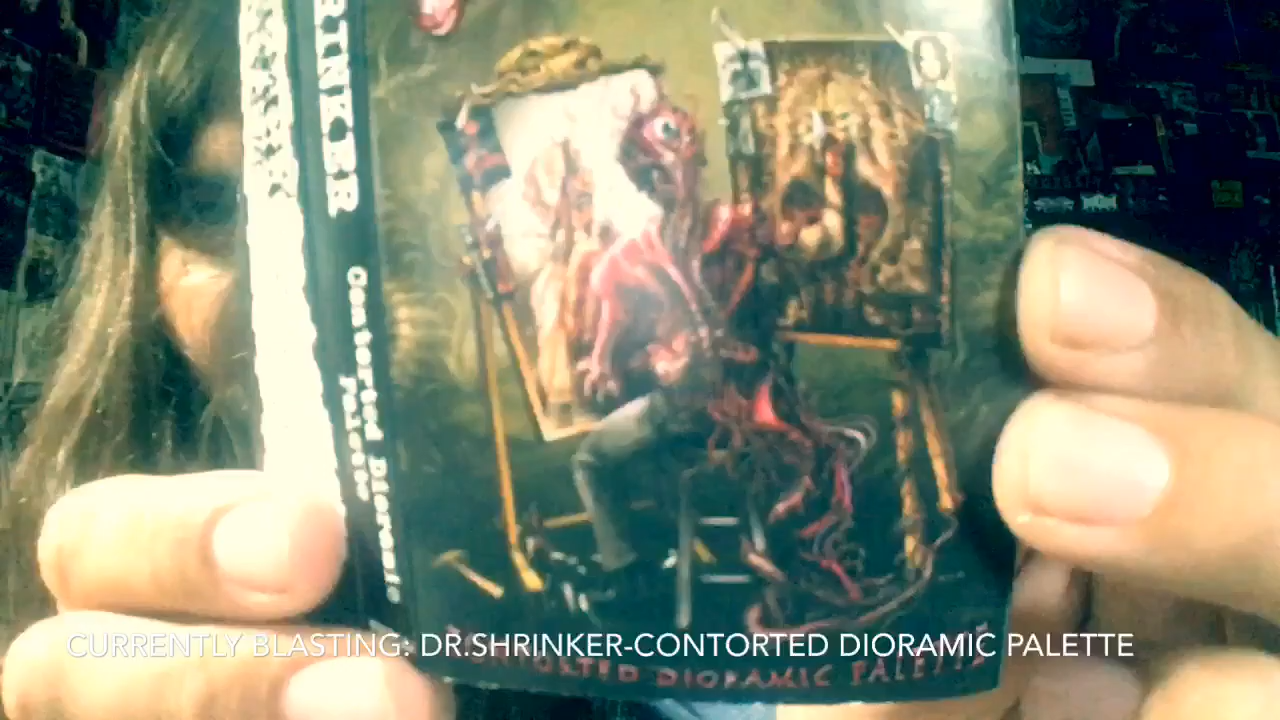 RINKER
Contorted Dioramic
Palette
CONTORTED DIORAMIC PALETTE
CURRENTLY BLASTING: DR.SHRINKER-CONTORTED DIORAMIC PALETTE